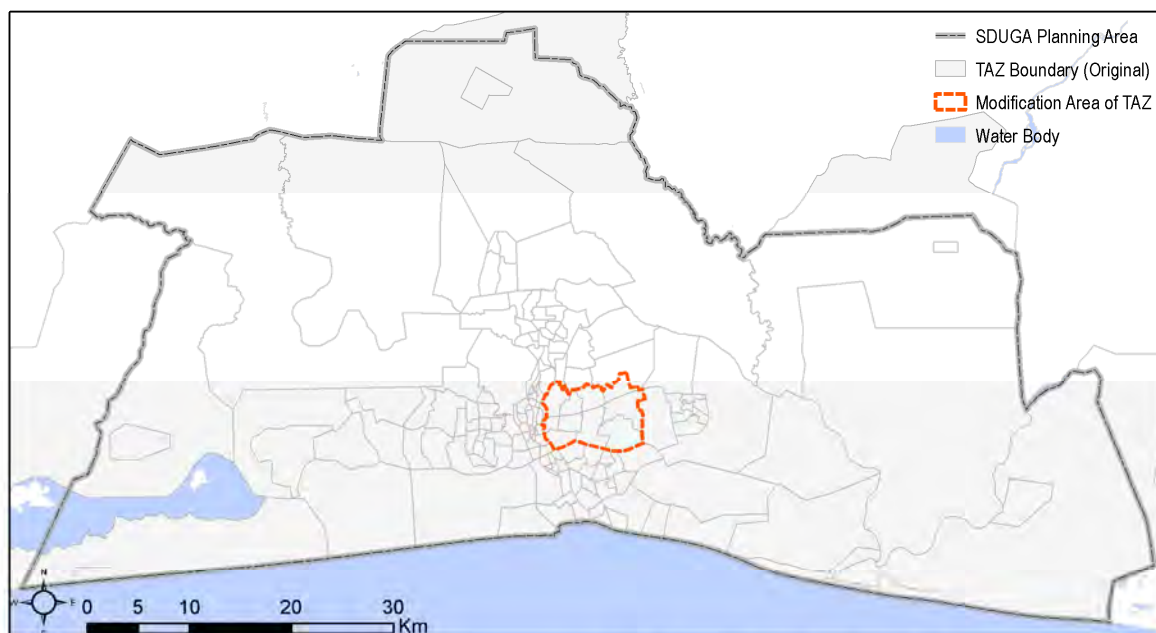 SDUGA Planning Area
TAZ Boundary (Original)
Modification Area of TAZ
Water Body
N
W E
S
0 5 10 20 30
Km